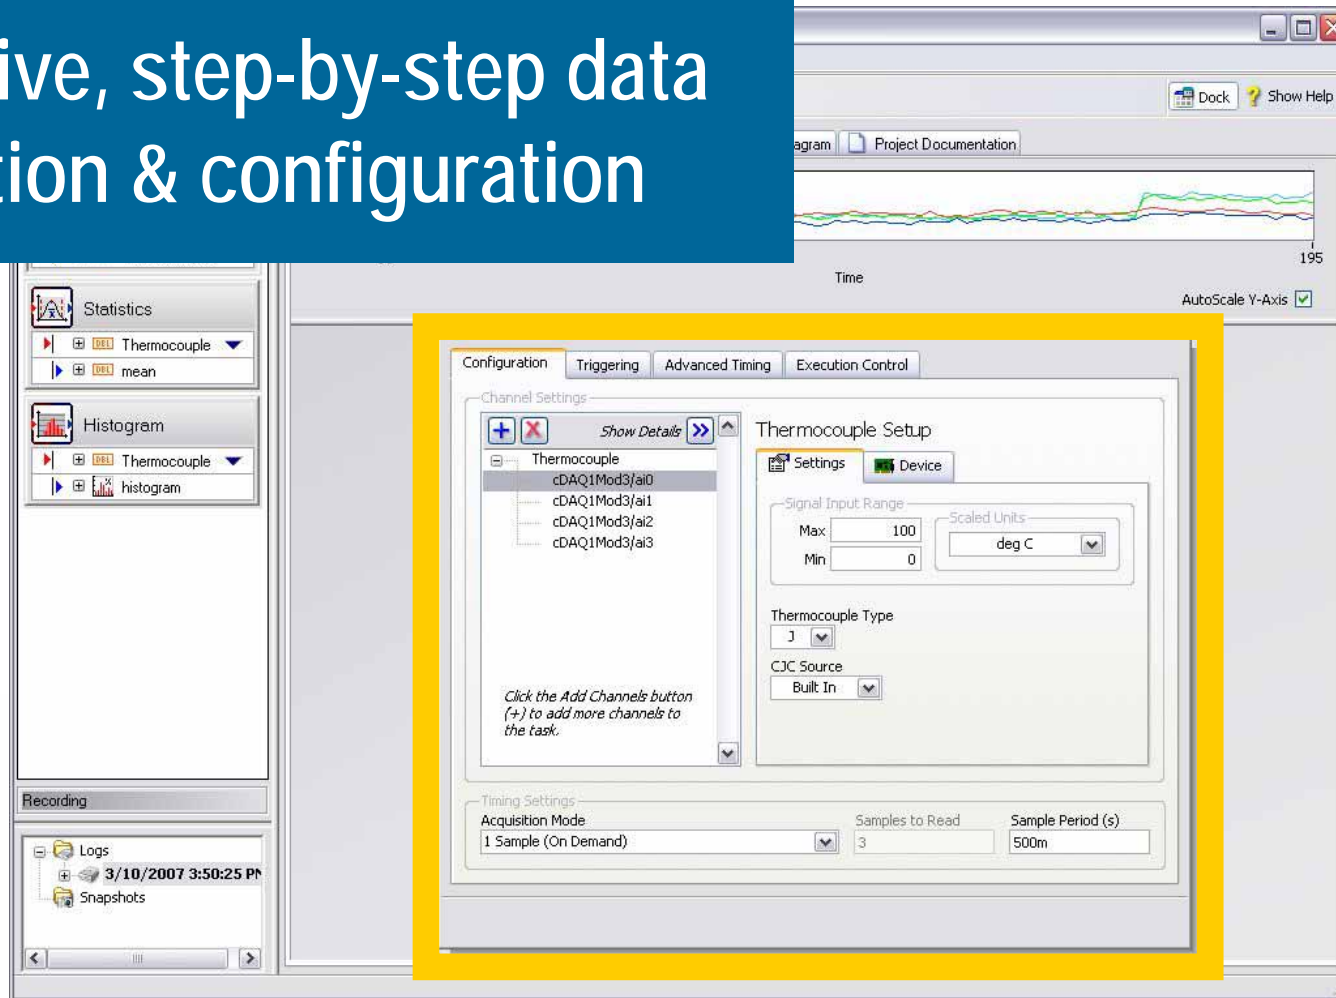 ive, step-by-step data
tion & configuration
Dock
Show Help
agram
Project Documentation
195
Time
AutoScale Y-Axis
Statistics
DBL Thermocouple
DBL mean
Histogram
DBL Thermocouple
histogram
Configuration
Triggering
Advanced Timing
Execution Control
Channel Settings
Show Details
Thermocouple
cDAQ1Mod3/ai0
cDAQ1Mod3/ai1
cDAQ1Mod3/ai2
cDAQ1Mod3/ai3
Click the Add Channels button
(+) to add more channels to
the task.
Thermocouple Setup
Settings
Device
Signal Input Range
Max 100
Min 0
Scaled Units
deg C
Thermocouple Type
J
CJC Source
Built In
Timing Settings
Acquisition Mode
1 Sample (On Demand)
Samples to Read
3
Sample Period (s)
500m
Recording
Logs
3/10/2007 3:50:25 PM
Snapshots